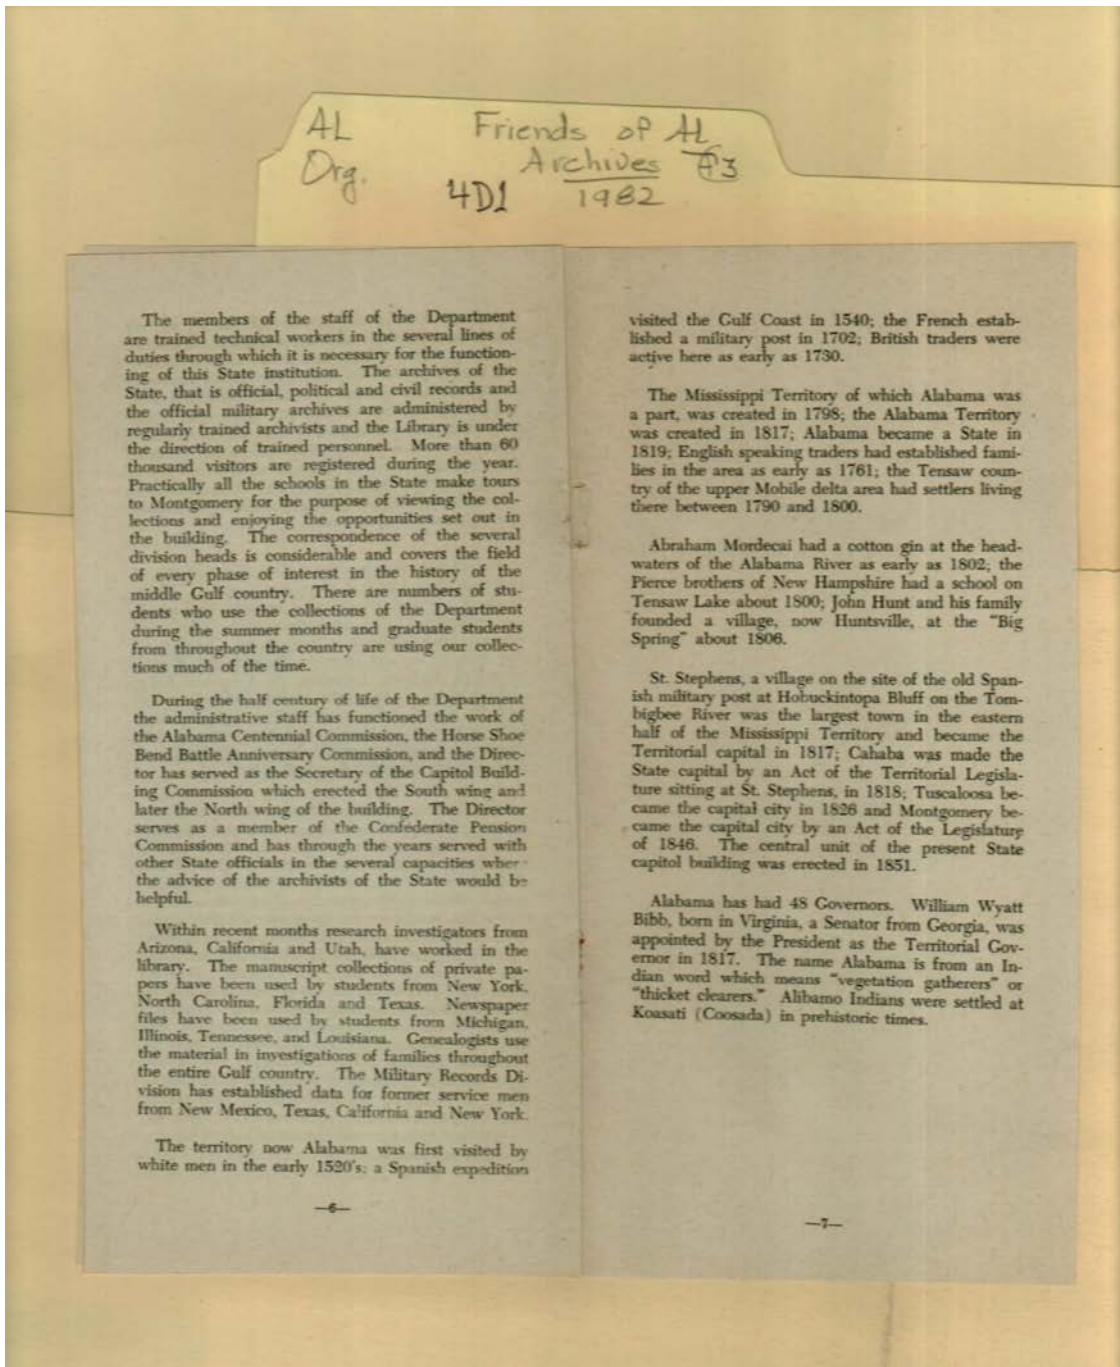 AL
Org.
Friends of AL
Archives #3
4D1
1982
The members of the staff of the Department
are trained technical workers in the several lines of
duties through which it is necessary for the function-
ing of this State institution. The archives of the
State, that is official, political and civil records and
the official military archives are administered by
regularly trained archivists and the Library is under
the direction of trained personnel. More than 60
thousand visitors are registered during the year.
Practically all the schools in the State make tours
to Montgomery for the purpose of viewing the col-
lections and enjoying the opportunities set out in
the building. The correspondence of the several
division heads is considerable and covers the field
of every phase of interest in the history of the
middle Gulf country. There are numbers of stu-
dents who use the collections of the Department
during the summer months and graduate students
from throughout the country are using our collec-
tions much of the time.
During the half century of life of the Department
the administrative staff has functioned the work of
the Alabama Centennial Commission, the Horse Shoe
Bend Battle Anniversary Commission, and the Direc-
tor has served as the Secretary of the Capitol Build-
ing Commission which erected the South wing and
later the North wing of the building. The Director
serves as a member of the Confederate Pension
Commission and has through the years served with
other State officials in the several capacities wher
the advice of the archivists of the State would be
helpful.
Within recent months research investigators from
Arizona, California and Utah, have worked in the
library. The manuscript collections of private pa-
pers have been used by students from New York,
North Carolina, Florida and Texas. Newspaper
files have been used by students from Michigan,
Illinois, Tennessee, and Louisiana. Genealogists use
the material in investigations of families throughout
the entire Gulf country. The Military Records Di-
vision has established data for former service men
from New Mexico, Texas, California and New York.
The territory now Alabama was first visited by
white men in the early 1520's; a Spanish expedition
—6—
visited the Gulf Coast in 1540; the French estab-
lished a military post in 1702; British traders were
active here as early as 1730.
The Mississippi Territory of which Alabama was
a part, was created in 1798; the Alabama Territory
was created in 1817; Alabama became a State in
1819; English speaking traders had established fami-
lies in the area as early as 1761; the Tensaw coun-
try of the upper Mobile delta area had settlers living
there between 1790 and 1800.
Abraham Mordecai had a cotton gin at the head-
waters of the Alabama River as early as 1802; the
Pierce brothers of New Hampshire had a school on
Tensaw Lake about 1800; John Hunt and his family
founded a village, now Huntsville, at the "Big
Spring" about 1806.
St. Stephens, a village on the site of the old Span-
ish military post at Hobuckintopa Bluff on the Tom-
bigbee River was the largest town in the eastern
half of the Mississippi Territory and became the
Territorial capital in 1817; Cahaba was made the
State capital by an Act of the Territorial Legisla-
ture sitting at St. Stephens, in 1818; Tuscaloosa be-
came the capital city in 1826 and Montgomery be-
came the capital city by an Act of the Legislature
of 1846. The central unit of the present State
capitol building was erected in 1851.
Alabama has had 48 Governors. William Wyatt
Bibb, born in Virginia, a Senator from Georgia, was
appointed by the President as the Territorial Gov-
ernor in 1817. The name Alabama is from an In-
dian word which means "vegetation gatherers" or
"thicket clearers." Alibamo Indians were settled at
Koasati (Coosada) in prehistoric times.
—7—